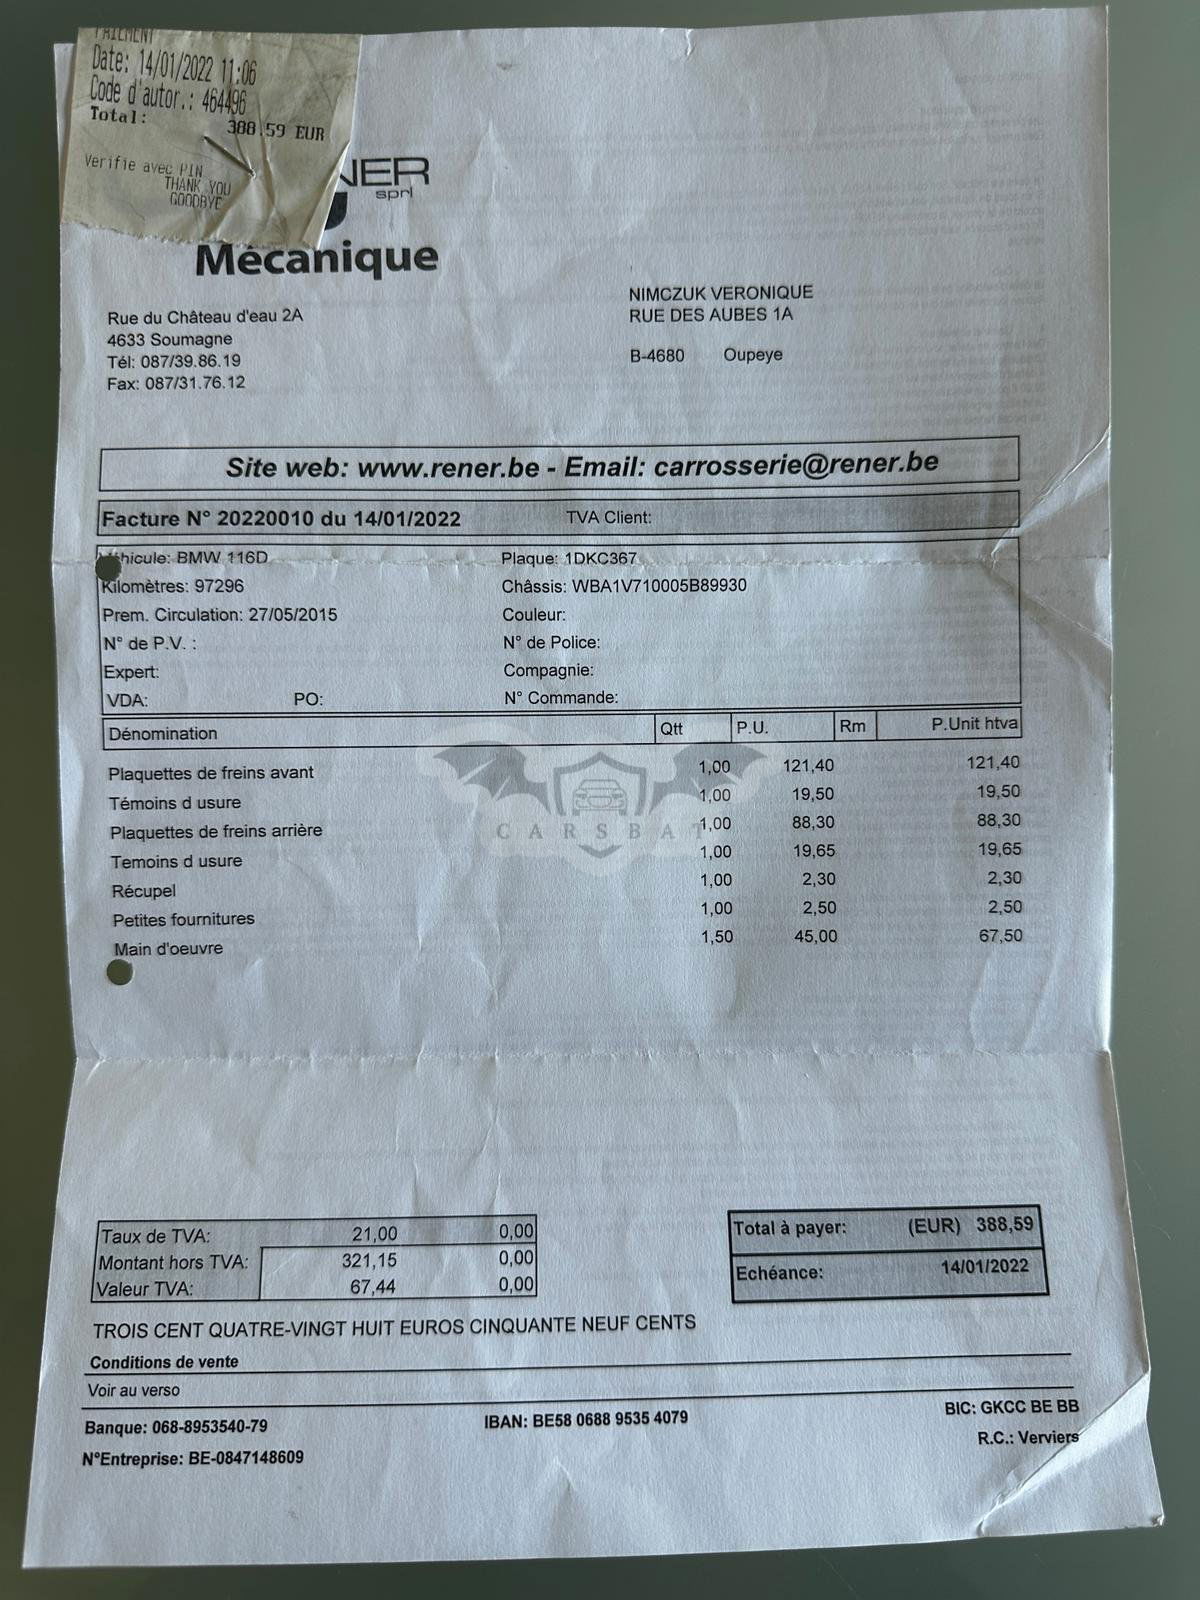 PAIEMENT
Date: 14/01/2022 11:06
Code d'autor.: 464496
Total:
388.59 EUR
Verifie avec PIN
THANK YOU
GOODBYE
NER
sprl
Mécanique
Rue du Château d'eau 2A
4633 Soumagne
Tél: 087/39.86.19
Fax: 087/31.76.12
NIMCZUK VERONIQUE
RUE DES AUBES 1A
B-4680 Oupeye
Site web: www.rener.be - Email: carrosserie@rener.be
Facture N° 20220010 du 14/01/2022 TVA Client:
hicule: BMW 116D Plaque: 1DKC367
Kilomètres: 97296 Châssis: WBA1V710005B89930
Prem. Circulation: 27/05/2015 Couleur:
N° de P.V. : N° de Police:
Expert: Compagnie:
VDA: PO: N° Commande:
Dénomination Qtt P.U. Rm P.Unit htva
Plaquettes de freins avant 1,00 121,40 121,40
Témoins d usure 1,00 19,50 19,50
Plaquettes de freins arrière 1,00 88,30 88,30
Temoins d usure 1,00 19,65 19,65
Récupel 1,00 2,30 2,30
Petites fournitures 1,00 2,50 2,50
Main d'oeuvre 1,50 45,00 67,50
CARSBAT
Taux de TVA: 21,00 0,00
Montant hors TVA: 321,15 0,00
Valeur TVA: 67,44 0,00
Total à payer: (EUR) 388,59
Echéance: 14/01/2022
TROIS CENT QUATRE-VINGT HUIT EUROS CINQUANTE NEUF CENTS
Conditions de vente
Voir au verso
Banque: 068-8953540-79 IBAN: BE58 0688 9535 4079 BIC: GKCC BE BB
N°Entreprise: BE-0847148609 R.C.: Verviers